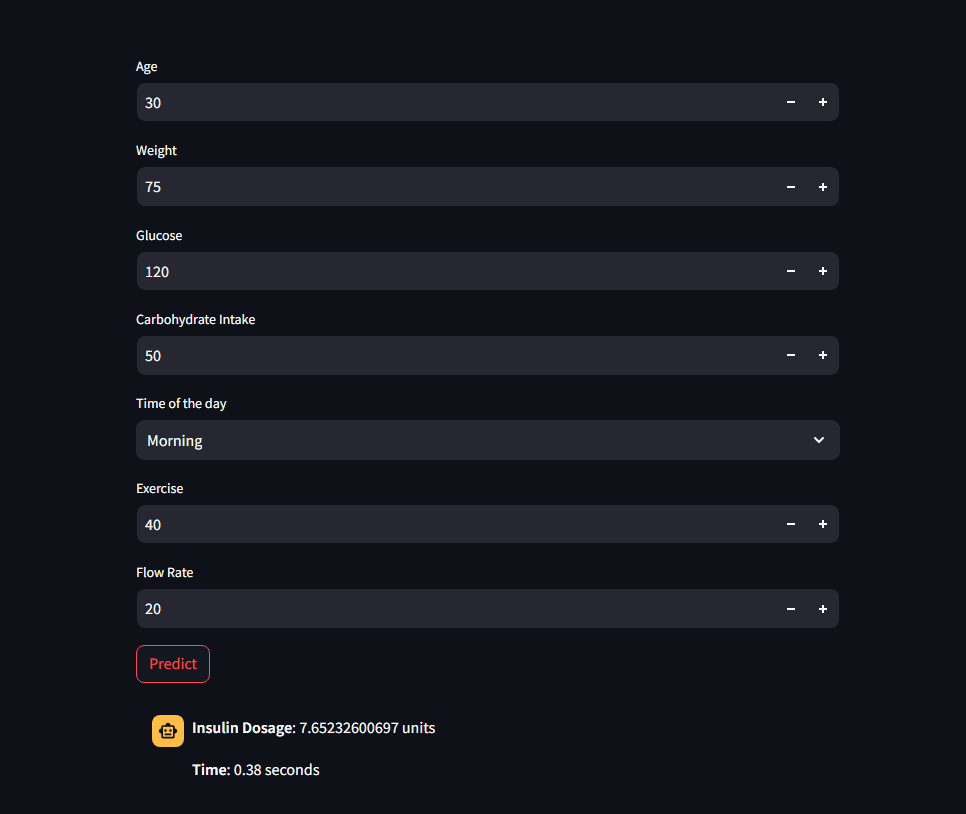 Age
30
Weight
75
Glucose
120
Carbohydrate Intake
50
Time of the day
Morning
Exercise
40
Flow Rate
20
Predict
Insulin Dosage: 7.65232600697 units
Time: 0.38 seconds